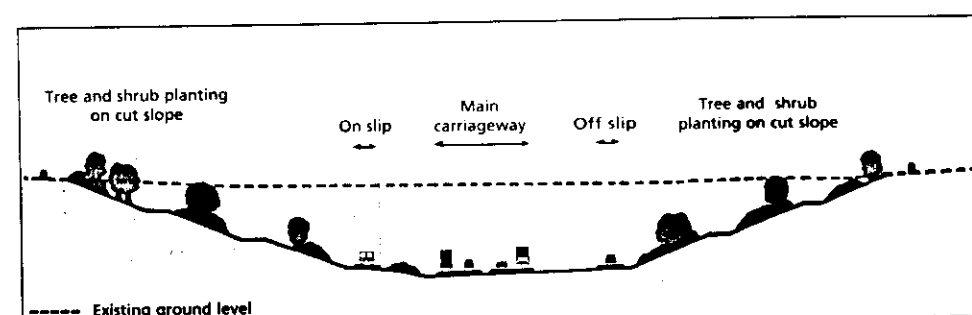 Tree and shrub planting
on cut slope
On slip
Main
carriageway
Off slip
Tree and shrub
planting on cut slope
Existing ground level